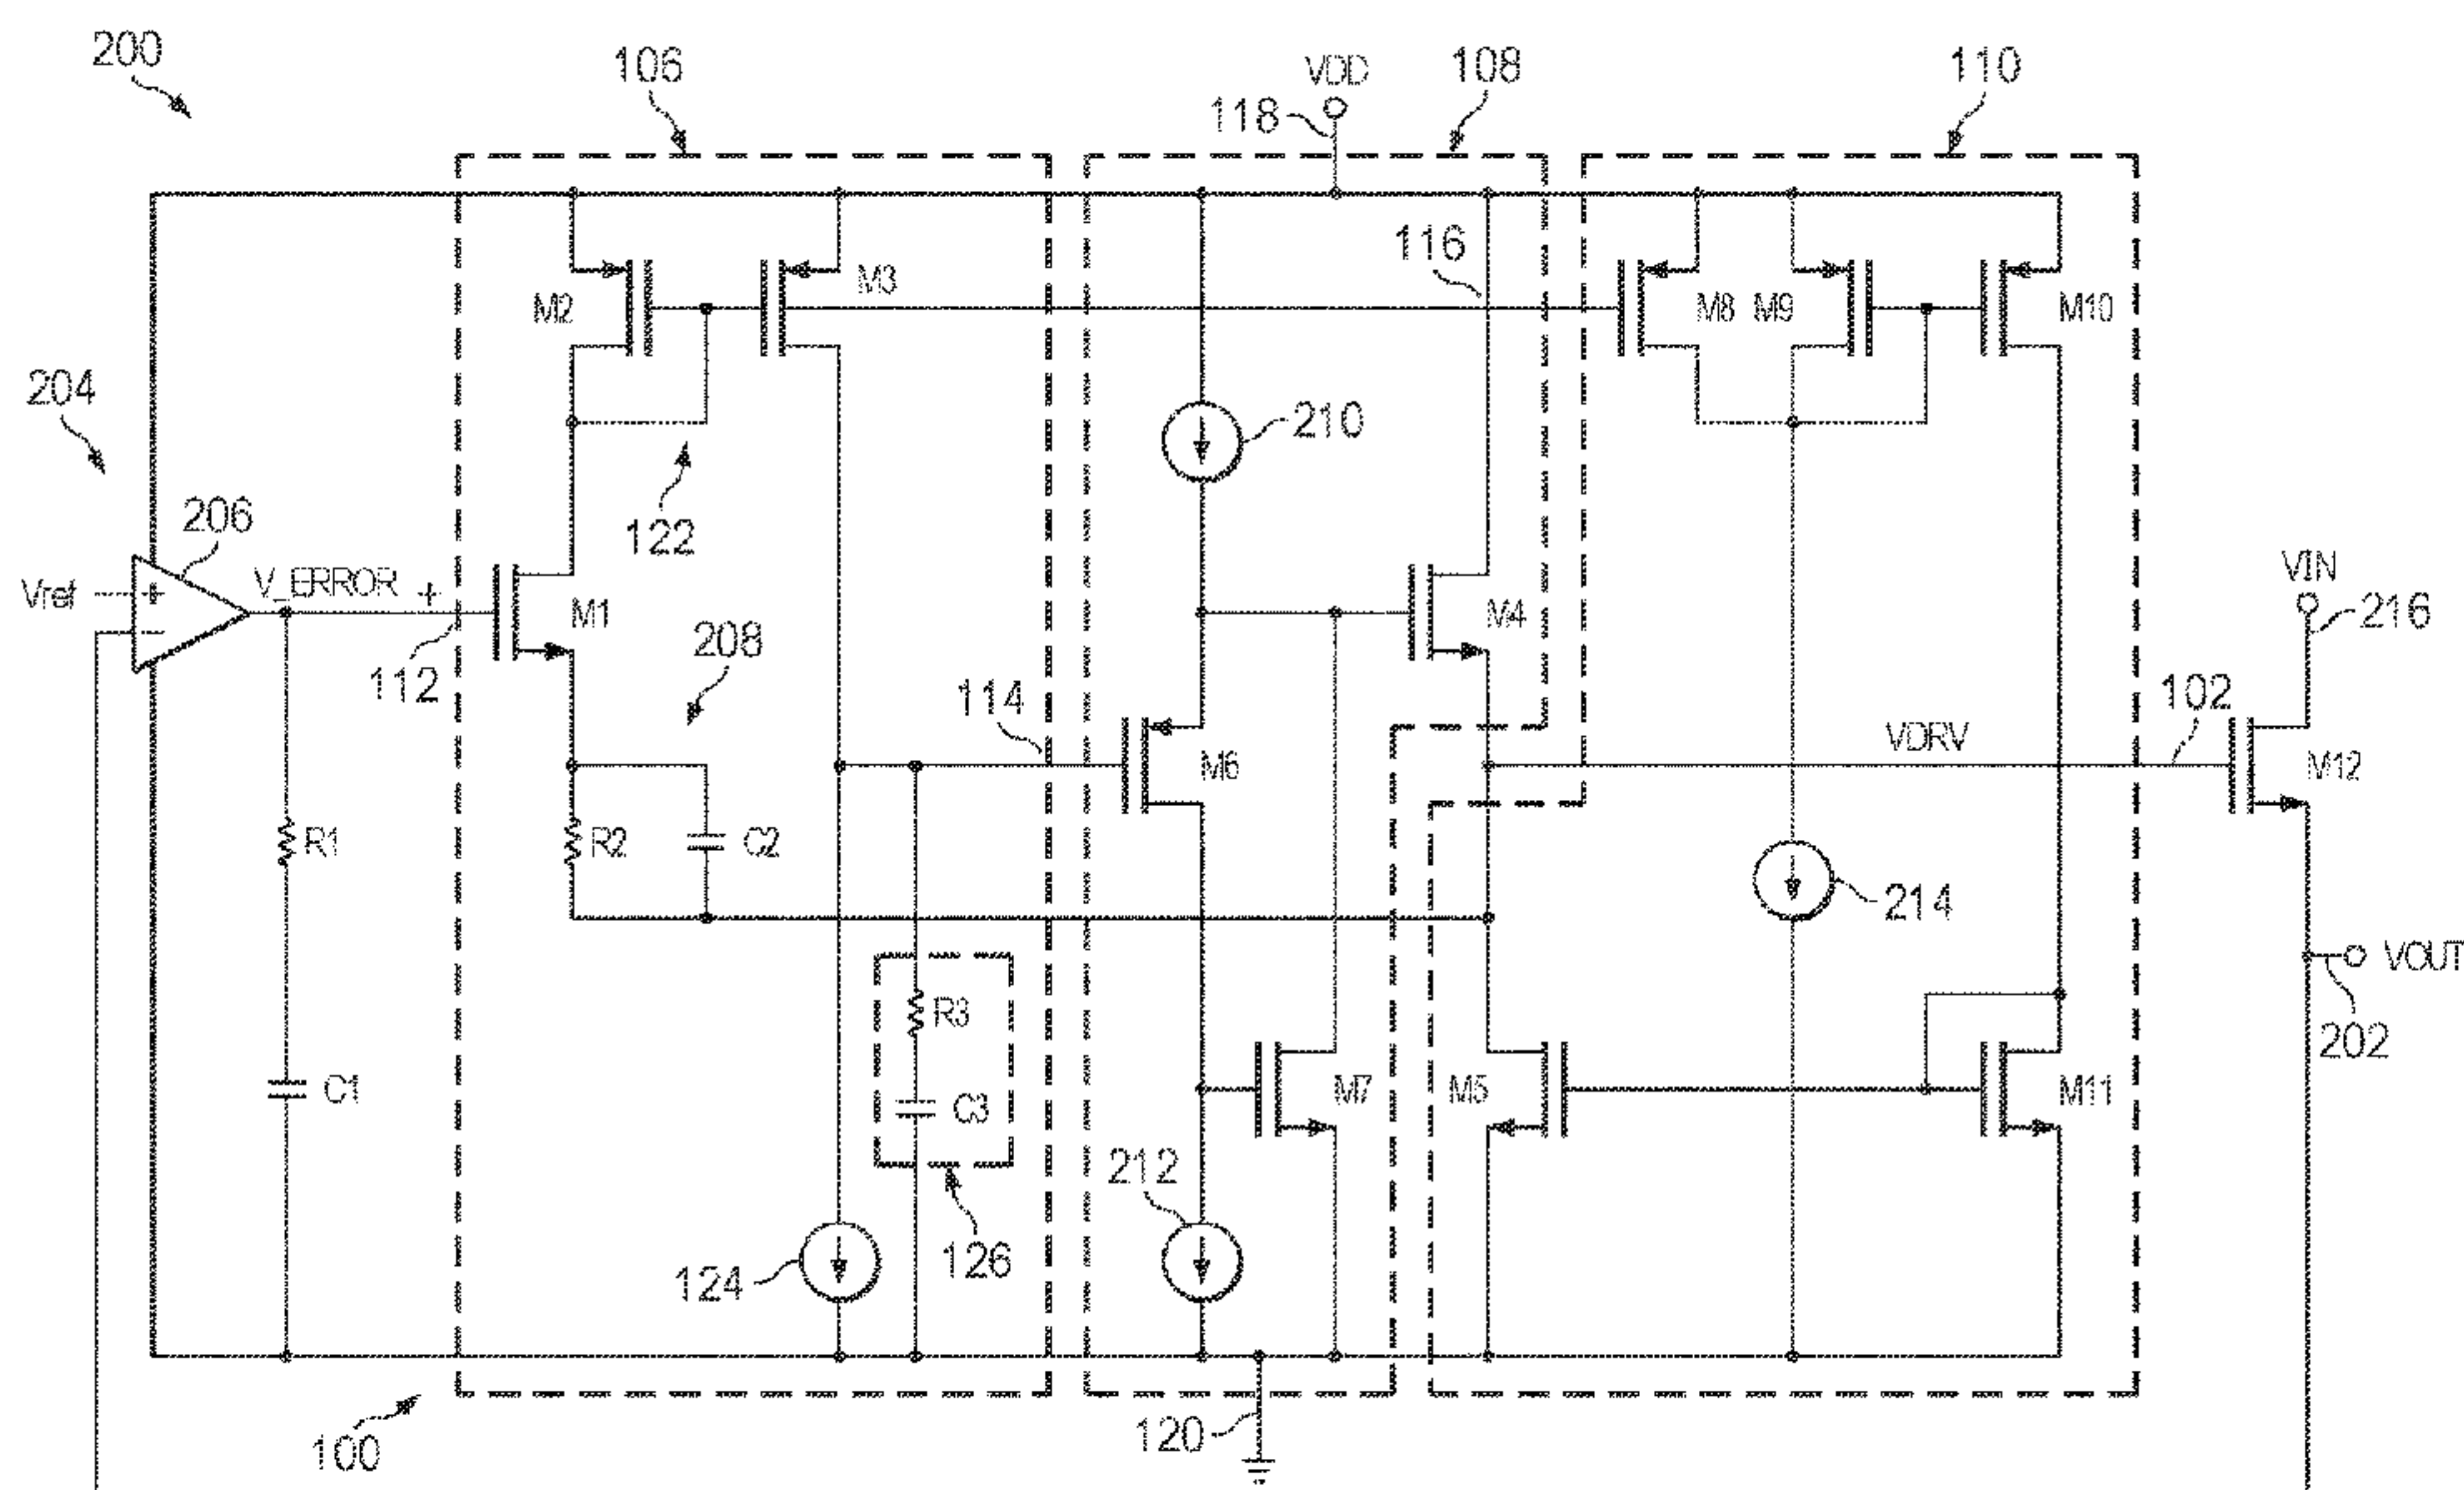 200
106
VDD
108
110
118
116
M3
M2
M8
M9
M10
204
210
122
206
V_ERROR +
Vref
+
-
M1
M4
VIN
216
208
112
114
102
VDRV
M6
M12
R1
R2
C2
214
VOUT
R3
202
C1
C3
M7
M5
M11
212
126
124
120
100